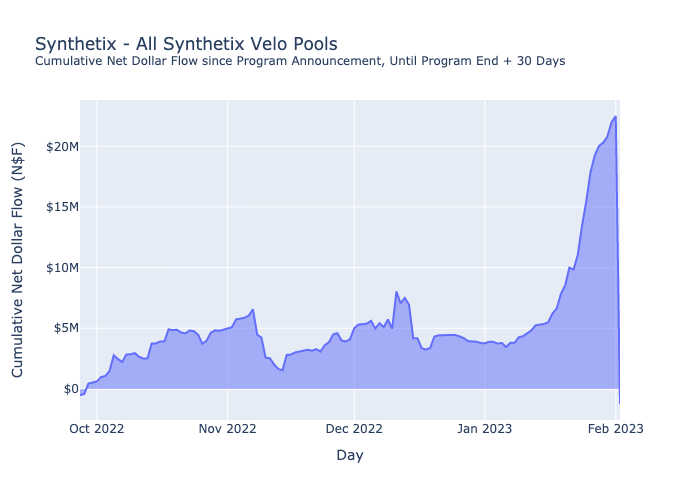 Synthetix - All Synthetix Velo Pools
Cumulative Net Dollar Flow since Program Announcement, Until Program End + 30 Days
Cumulative Net Dollar Flow (N$F)
$20M
$15M
$10M
$5M
$0
Oct 2022
Nov 2022
Dec 2022
Jan 2023
Feb 2023
Day